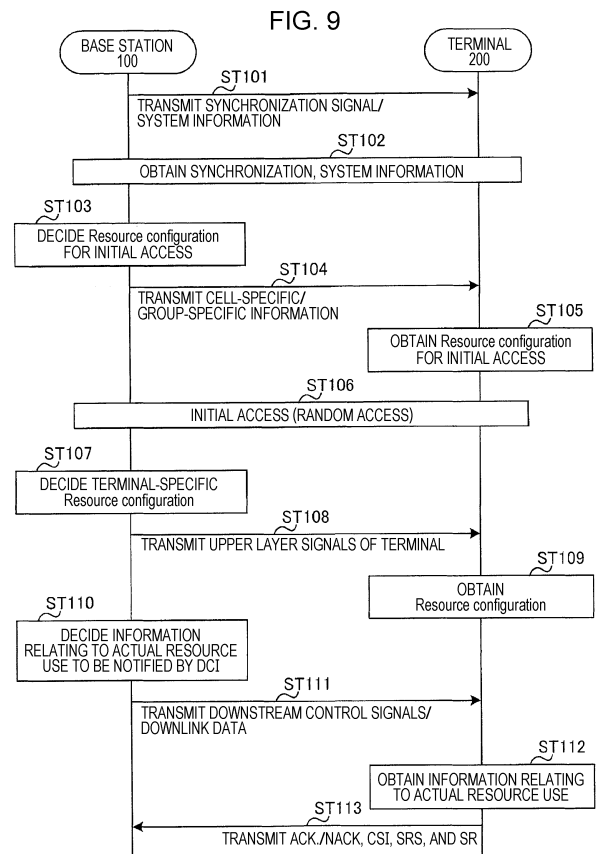 FIG. 9
BASE STATION
100
TERMINAL
200
ST101
TRANSMIT SYNCHRONIZATION SIGNAL/
SYSTEM INFORMATION
ST102
OBTAIN SYNCHRONIZATION, SYSTEM INFORMATION
ST103
DECIDE Resource configuration
FOR INITIAL ACCESS
ST104
TRANSMIT CELL-SPECIFIC/
GROUP-SPECIFIC INFORMATION
ST105
OBTAIN Resource configuration
FOR INITIAL ACCESS
ST106
INITIAL ACCESS (RANDOM ACCESS)
ST107
DECIDE TERMINAL-SPECIFIC
Resource configuration
ST108
TRANSMIT UPPER LAYER SIGNALS OF TERMINAL
ST109
OBTAIN
Resource configuration
ST110
DECIDE INFORMATION
RELATING TO ACTUAL RESOURCE
USE TO BE NOTIFIED BY DCI
ST111
TRANSMIT DOWNSTREAM CONTROL SIGNALS/
DOWNLINK DATA
ST112
OBTAIN INFORMATION RELATING
TO ACTUAL RESOURCE USE
ST113
TRANSMIT ACK./NACK, CSI, SRS, AND SR